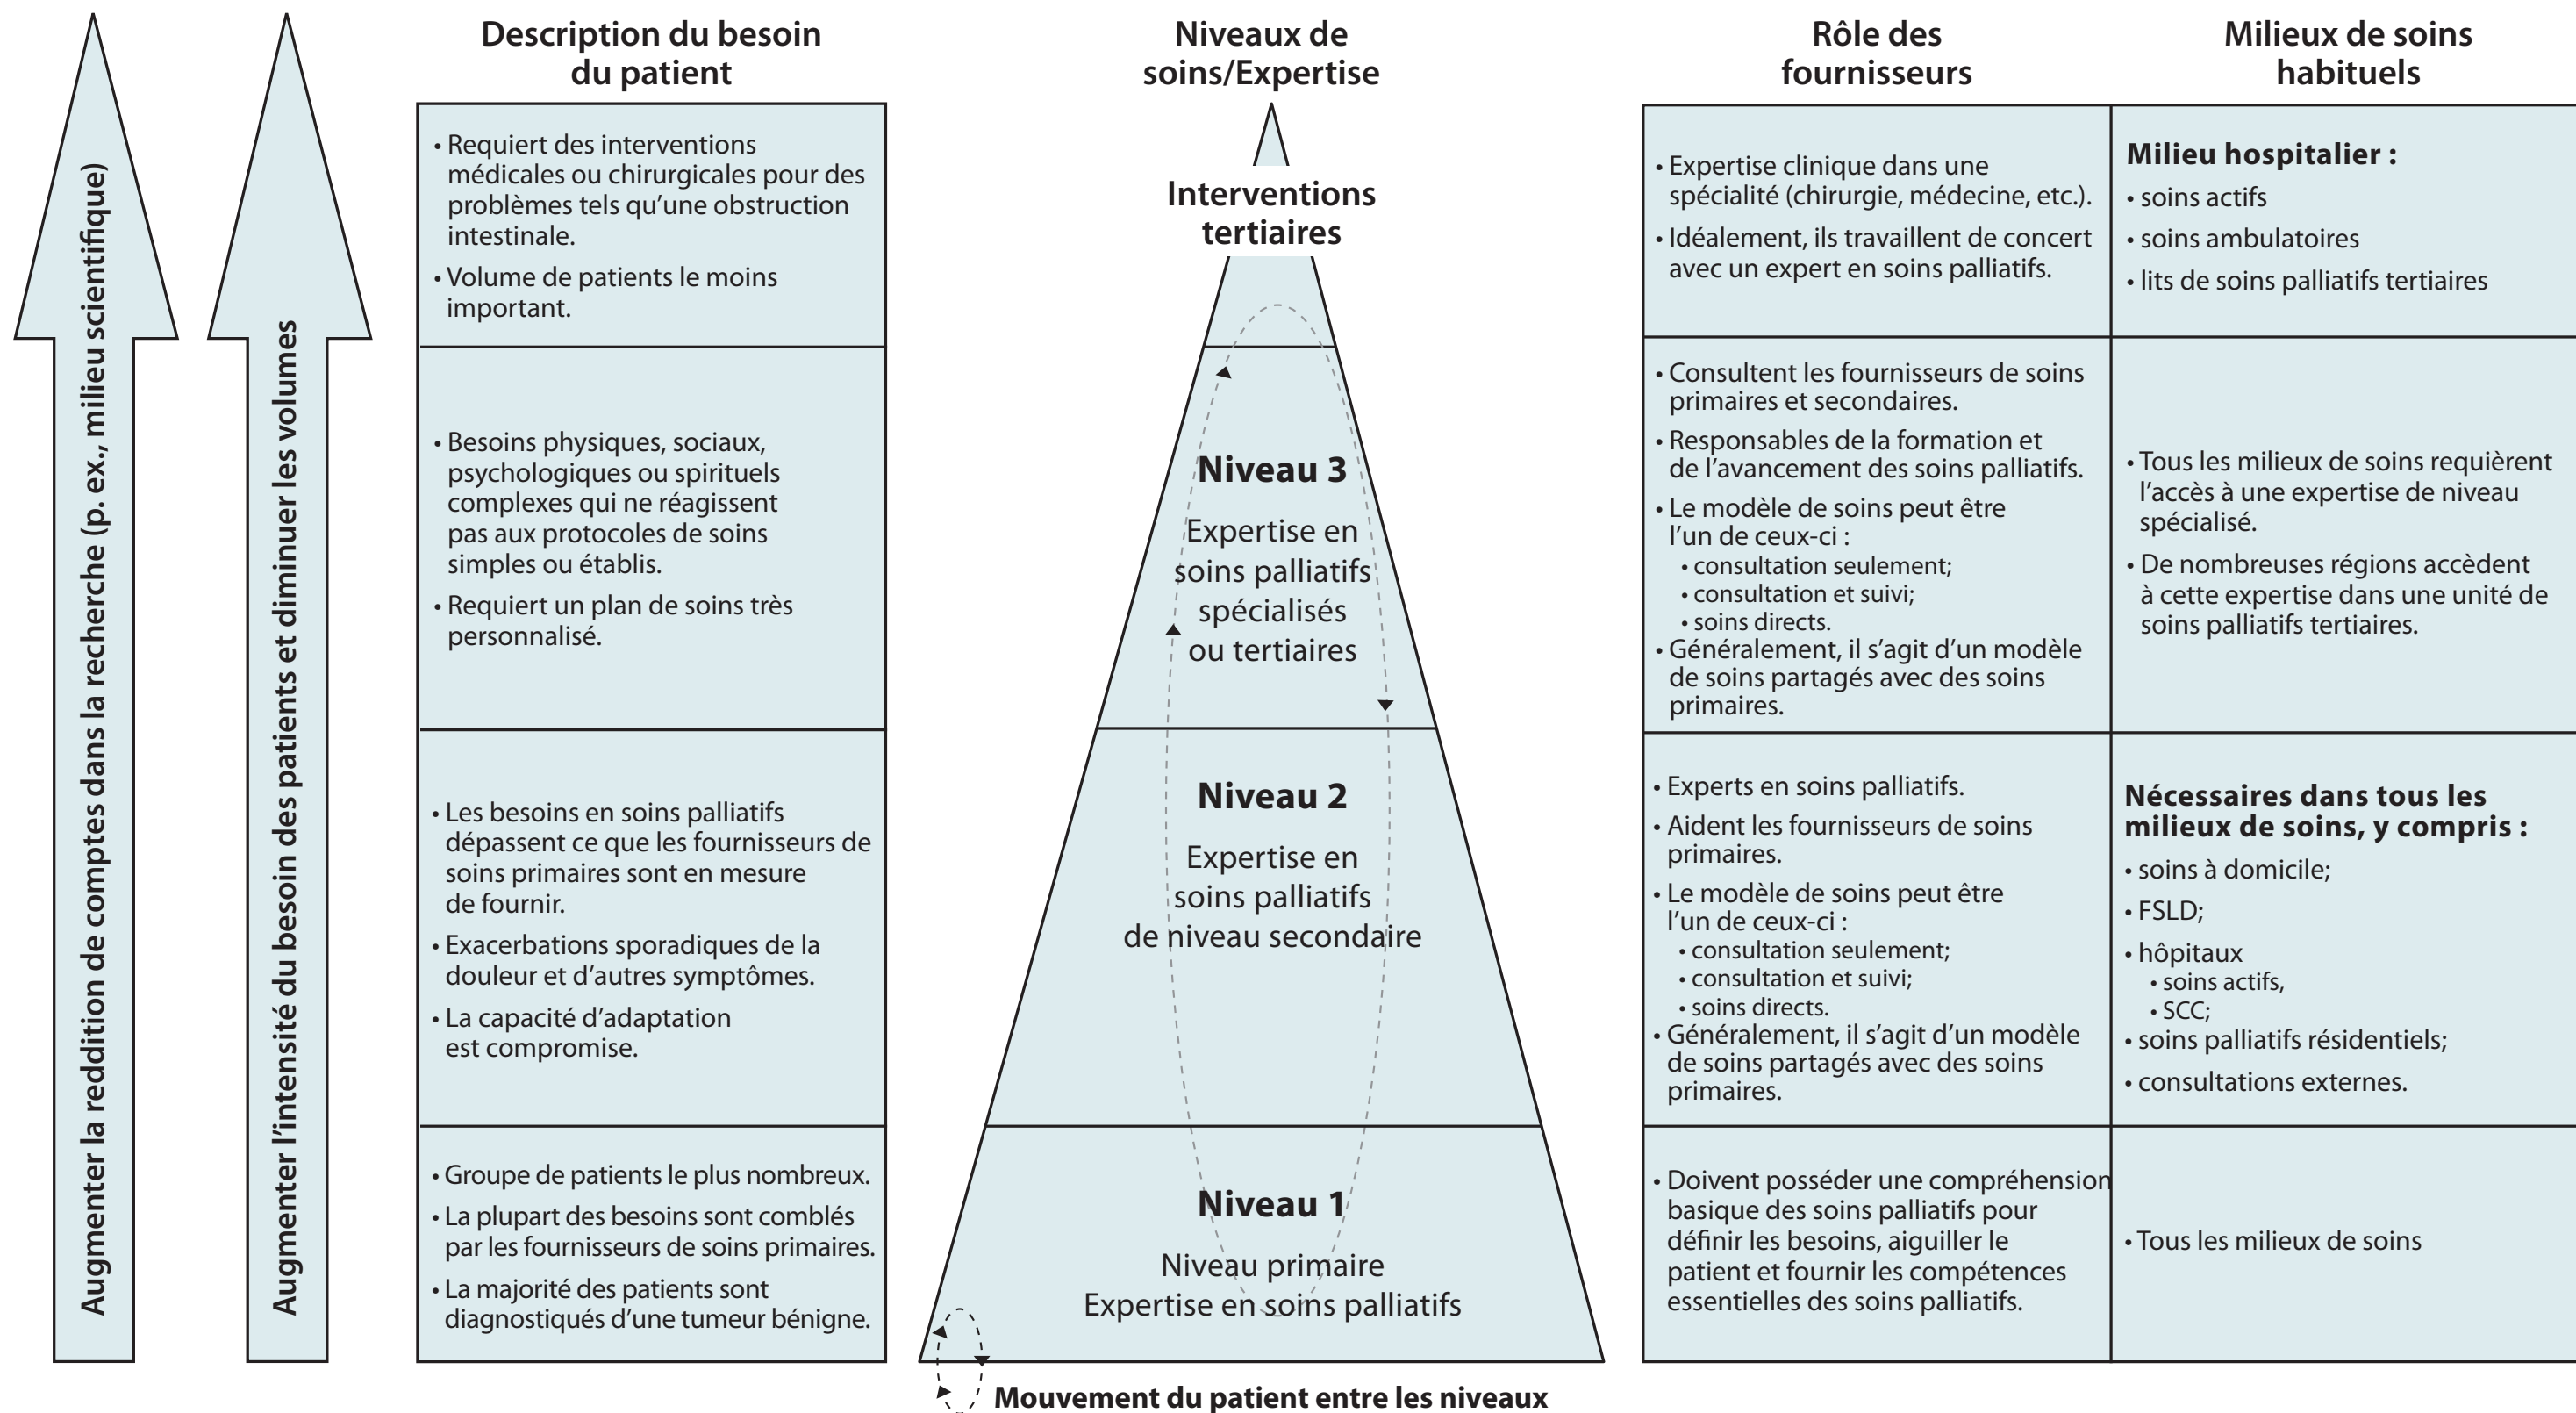 Augmenter la reddition de comptes dans la recherche (p. ex., milieu scientifique)
Augmenter l'intensité du besoin des patients et diminuer les volumes
Description du besoin
du patient
• Requiert des interventions
médicales ou chirurgicales pour des
problèmes tels qu'une obstruction
intestinale.
• Volume de patients le moins
important.
• Besoins physiques, sociaux,
psychologiques ou spirituels
complexes qui ne réagissent
pas aux protocoles de soins
simples ou établis.
• Requiert un plan de soins très
personnalisé.
• Les besoins en soins palliatifs
dépassent ce que les fournisseurs de
soins primaires sont en mesure
de fournir.
• Exacerbations sporadiques de la
douleur et d'autres symptômes.
• La capacité d'adaptation
est compromise.
• Groupe de patients le plus nombreux.
• La plupart des besoins sont comblés
par les fournisseurs de soins primaires.
• La majorité des patients sont
diagnostiqués d'une tumeur bénigne.
Niveaux de
soins/Expertise
Interventions
tertiaires
Niveau 3
Expertise en
soins palliatifs
spécialisés
ou tertiaires
Niveau 2
Expertise en
soins palliatifs
de niveau secondaire
Niveau 1
Niveau primaire
Expertise en soins palliatifs
Mouvement du patient entre les niveaux
Rôle des
fournisseurs
• Expertise clinique dans une
spécialité (chirurgie, médecine, etc.).
• Idéalement, ils travaillent de concert
avec un expert en soins palliatifs.
• Consultent les fournisseurs de soins
primaires et secondaires.
• Responsables de la formation et
de l'avancement des soins palliatifs.
• Le modèle de soins peut être
l'un de ceux-ci :
• consultation seulement;
• consultation et suivi;
• soins directs.
• Généralement, il s'agit d'un modèle
de soins partagés avec des soins
primaires.
• Experts en soins palliatifs.
• Aident les fournisseurs de soins
primaires.
• Le modèle de soins peut être
l'un de ceux-ci :
• consultation seulement;
• consultation et suivi;
• soins directs.
• Généralement, il s'agit d'un modèle
de soins partagés avec des soins
primaires.
• Doivent posséder une compréhension
basique des soins palliatifs pour
définir les besoins, aiguiller le
patient et fournir les compétences
essentielles des soins palliatifs.
Milieux de soins
habituels
Milieu hospitalier :
• soins actifs
• soins ambulatoires
• lits de soins palliatifs tertiaires
• Tous les milieux de soins requièrent
l'accès à une expertise de niveau
spécialisé.
• De nombreuses régions accèdent
à cette expertise dans une unité de
soins palliatifs tertiaires.
Nécessaires dans tous les
milieux de soins, y compris :
• soins à domicile;
• FSLD;
• hôpitaux
• soins actifs,
• SCC;
• soins palliatifs résidentiels;
• consultations externes.
• Tous les milieux de soins